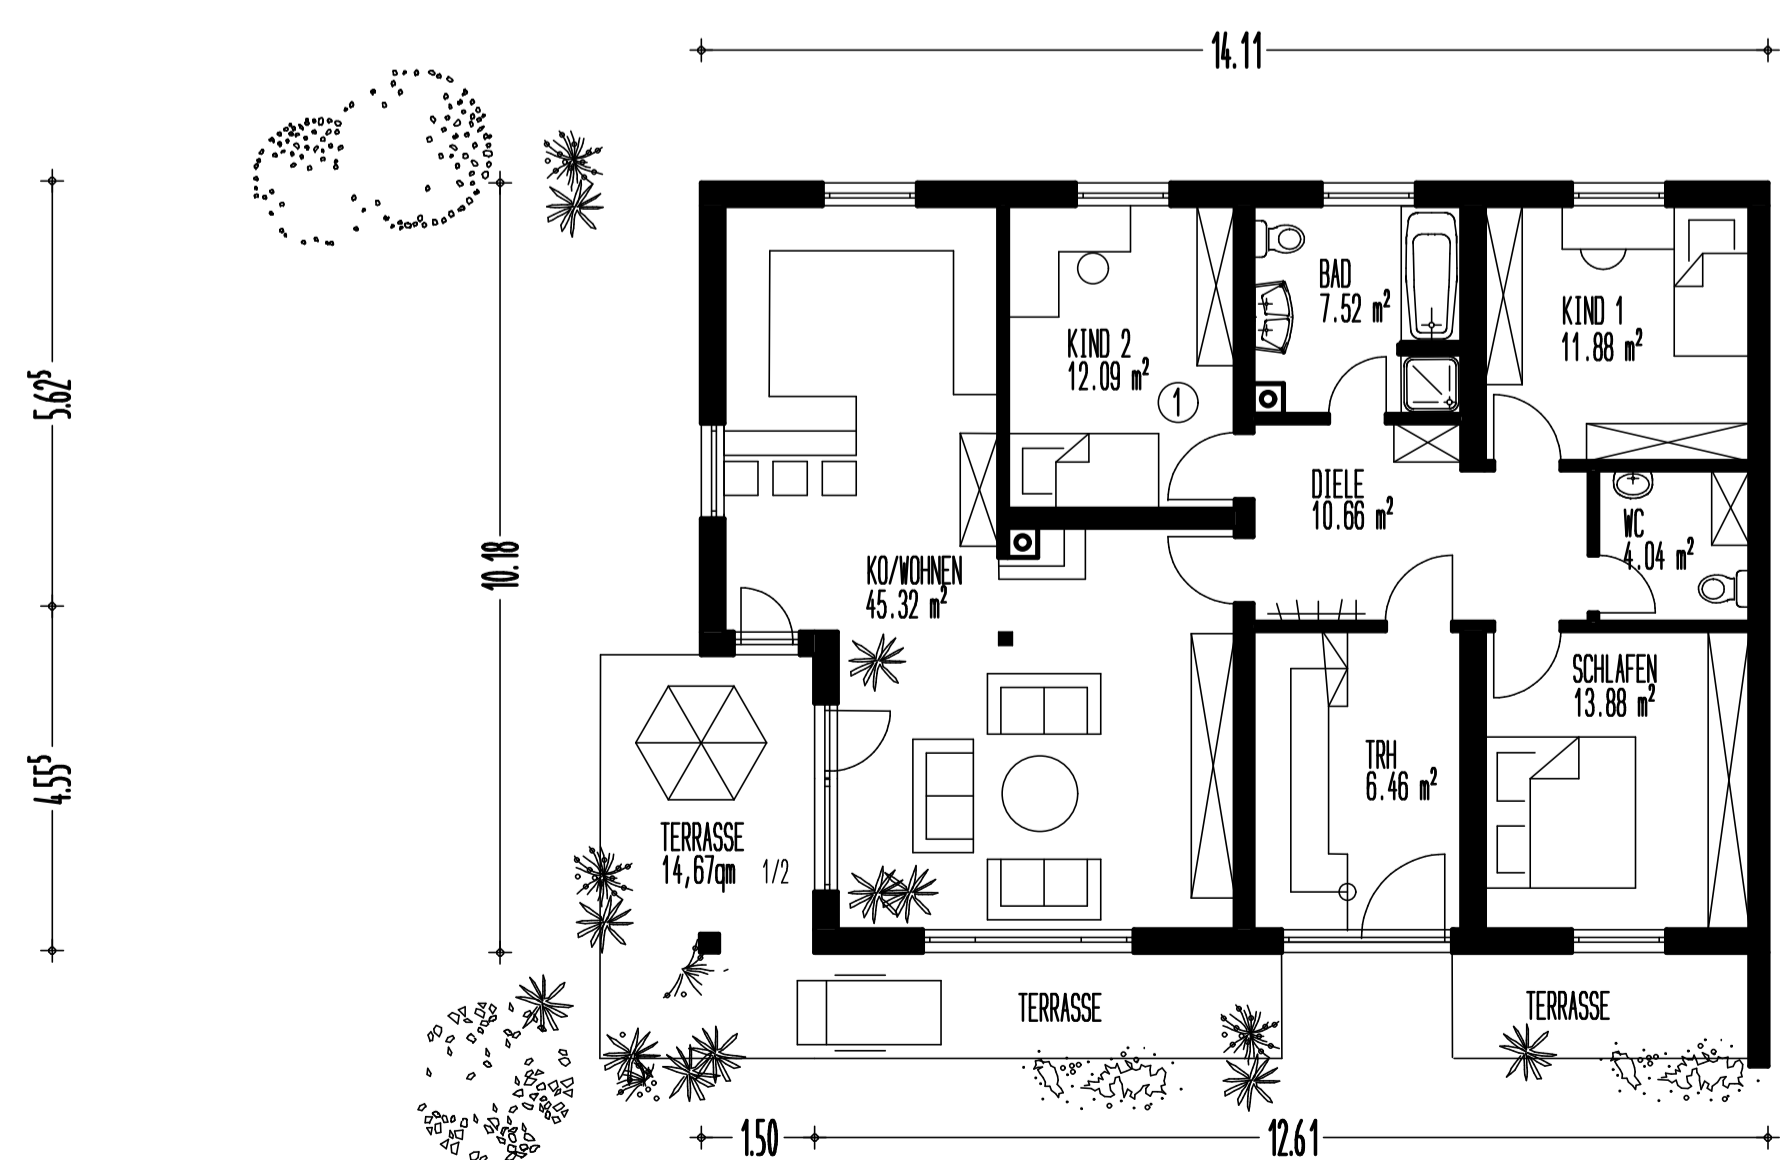 14.11
5.62⁵
10.18
4.55⁵
BAD
7.52 m²
KIND 1
11.88 m²
KIND 2
12.09 m²
1
DIELE
10.66 m²
WC
4.04 m²
KO/WOHNEN
45.32 m²
SCHLAFEN
13.88 m²
TRH
6.46 m²
TERRASSE
14,67qm 1/2
TERRASSE
TERRASSE
1.50
12.61